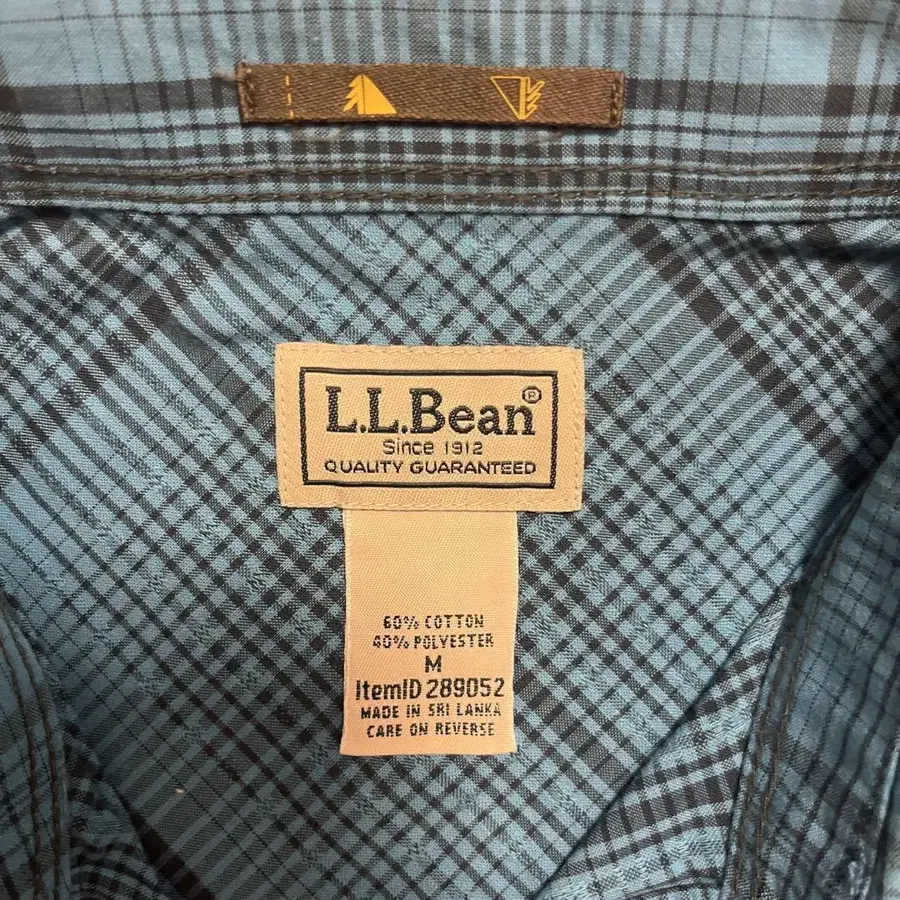 L.L.Bean®
Since 1912
QUALITY GUARANTEED
60% COTTON
40% POLYESTER
M
ItemID 289052
MADE IN SRI LANKA
CARE ON REVERSE